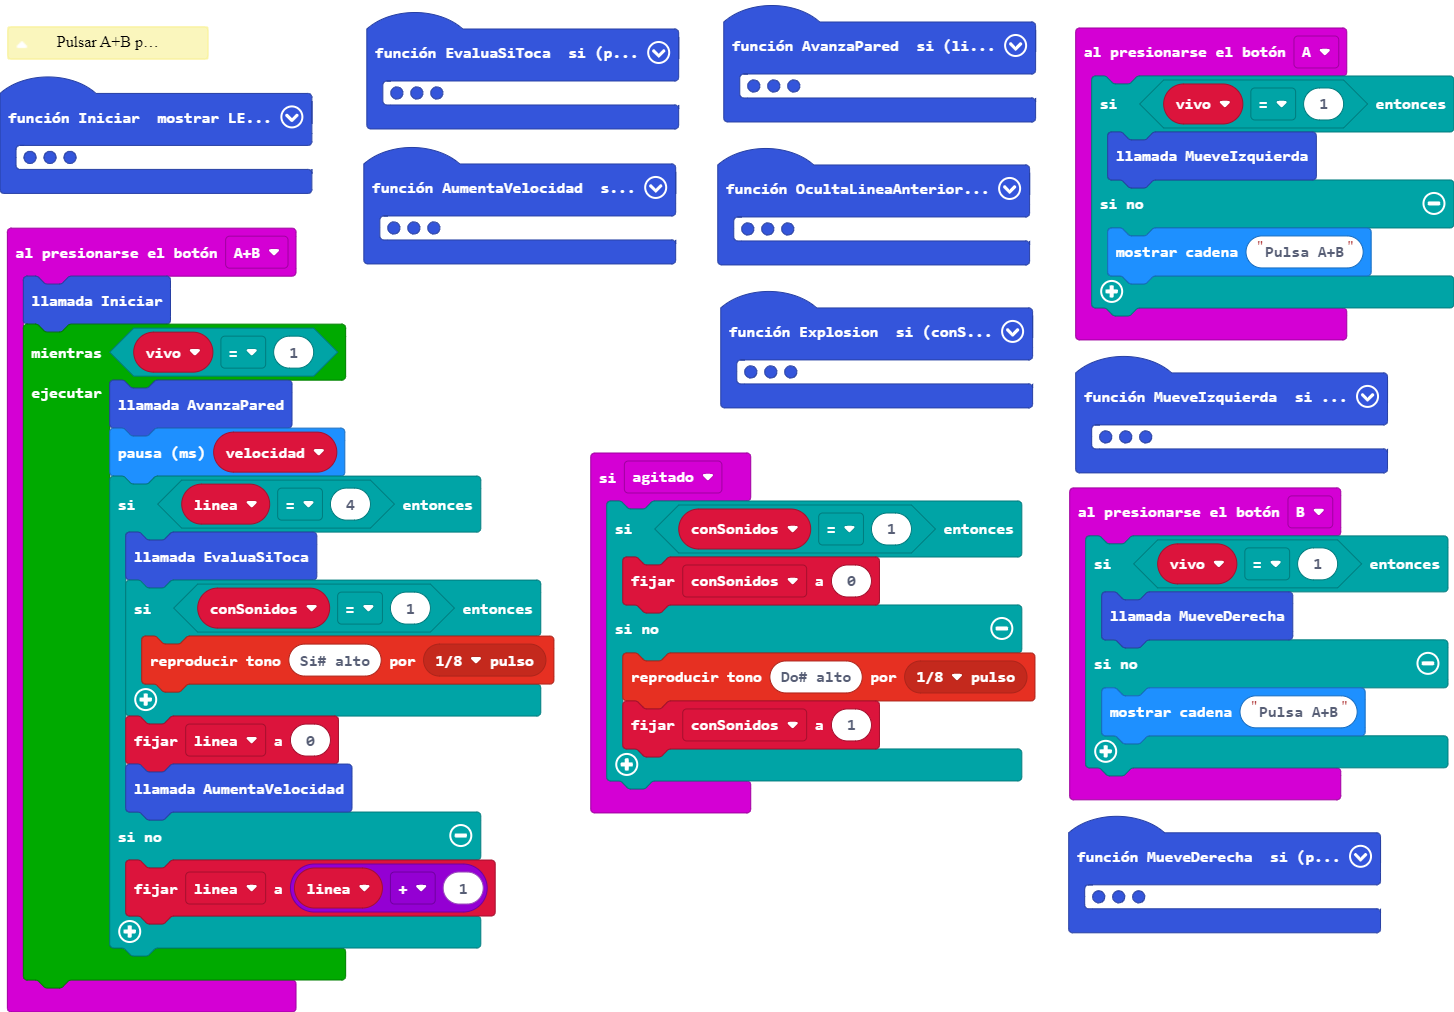 Pulsar A+B p...
función Iniciar mostrar LE...
al presionarse el botón A+B
llamada Iniciar
mientras vivo = 1
ejecutar
llamada AvanzaPared
pausa (ms) velocidad
si linea = 4 entonces
llamada EvaluaSiToca
si conSonidos = 1 entonces
reproducir tono Si# alto por 1/8 pulso
fijar linea a 0
llamada AumentaVelocidad
si no
fijar linea a linea + 1
función EvaluaSiToca si (p...
función AumentaVelocidad s...
función AvanzaPared si (li...
función OcultaLineaAnterior...
función Explosion si (conS...
si agitado
si conSonidos = 1 entonces
fijar conSonidos a 0
si no
reproducir tono Do# alto por 1/8 pulso
fijar conSonidos a 1
al presionarse el botón A
si vivo = 1 entonces
llamada MueveIzquierda
si no
mostrar cadena "Pulsa A+B"
función MueveIzquierda si ...
al presionarse el botón B
si vivo = 1 entonces
llamada MueveDerecha
si no
mostrar cadena "Pulsa A+B"
función MueveDerecha si (p...